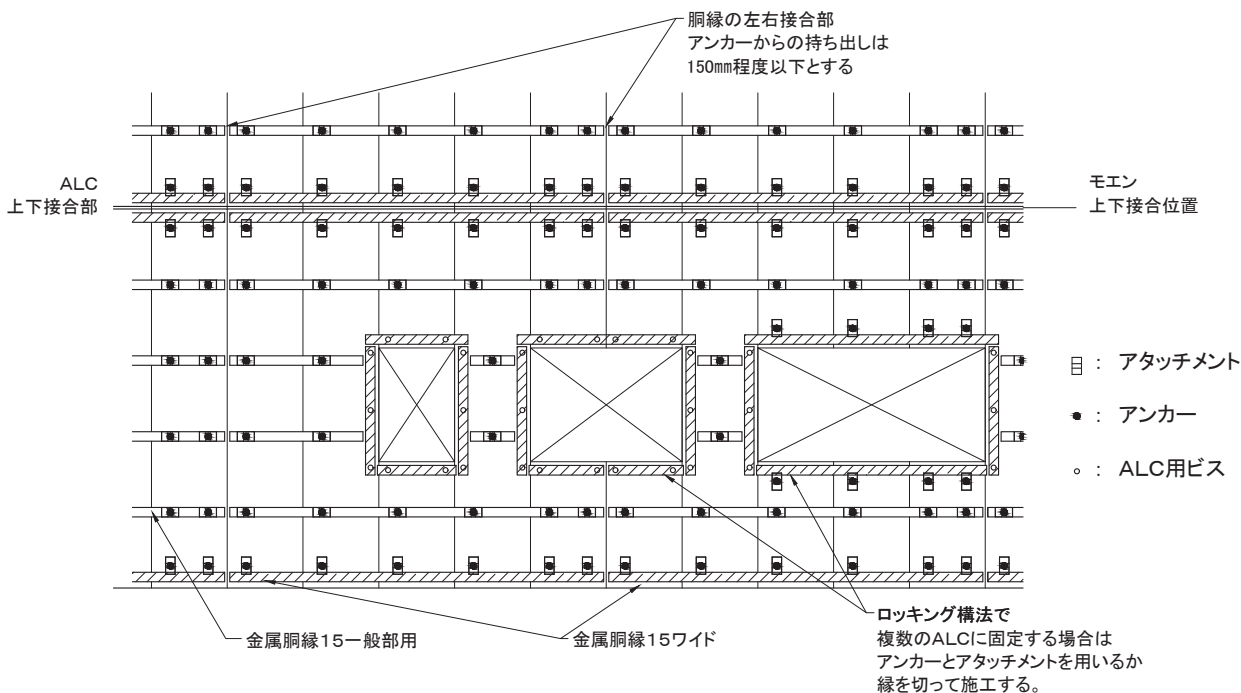 胴縁の左右接合部
アンカーからの持ち出しは
150mm程度以下とする
ALC
上下接合部
モエン
上下接合位置
： アタッチメント
： アンカー
： ALC用ビス
金属胴縁15一般部用
金属胴縁15ワイド
ロッキング構法で
複数のALCに固定する場合は
アンカーとアタッチメントを用いるか
縁を切って施工する。